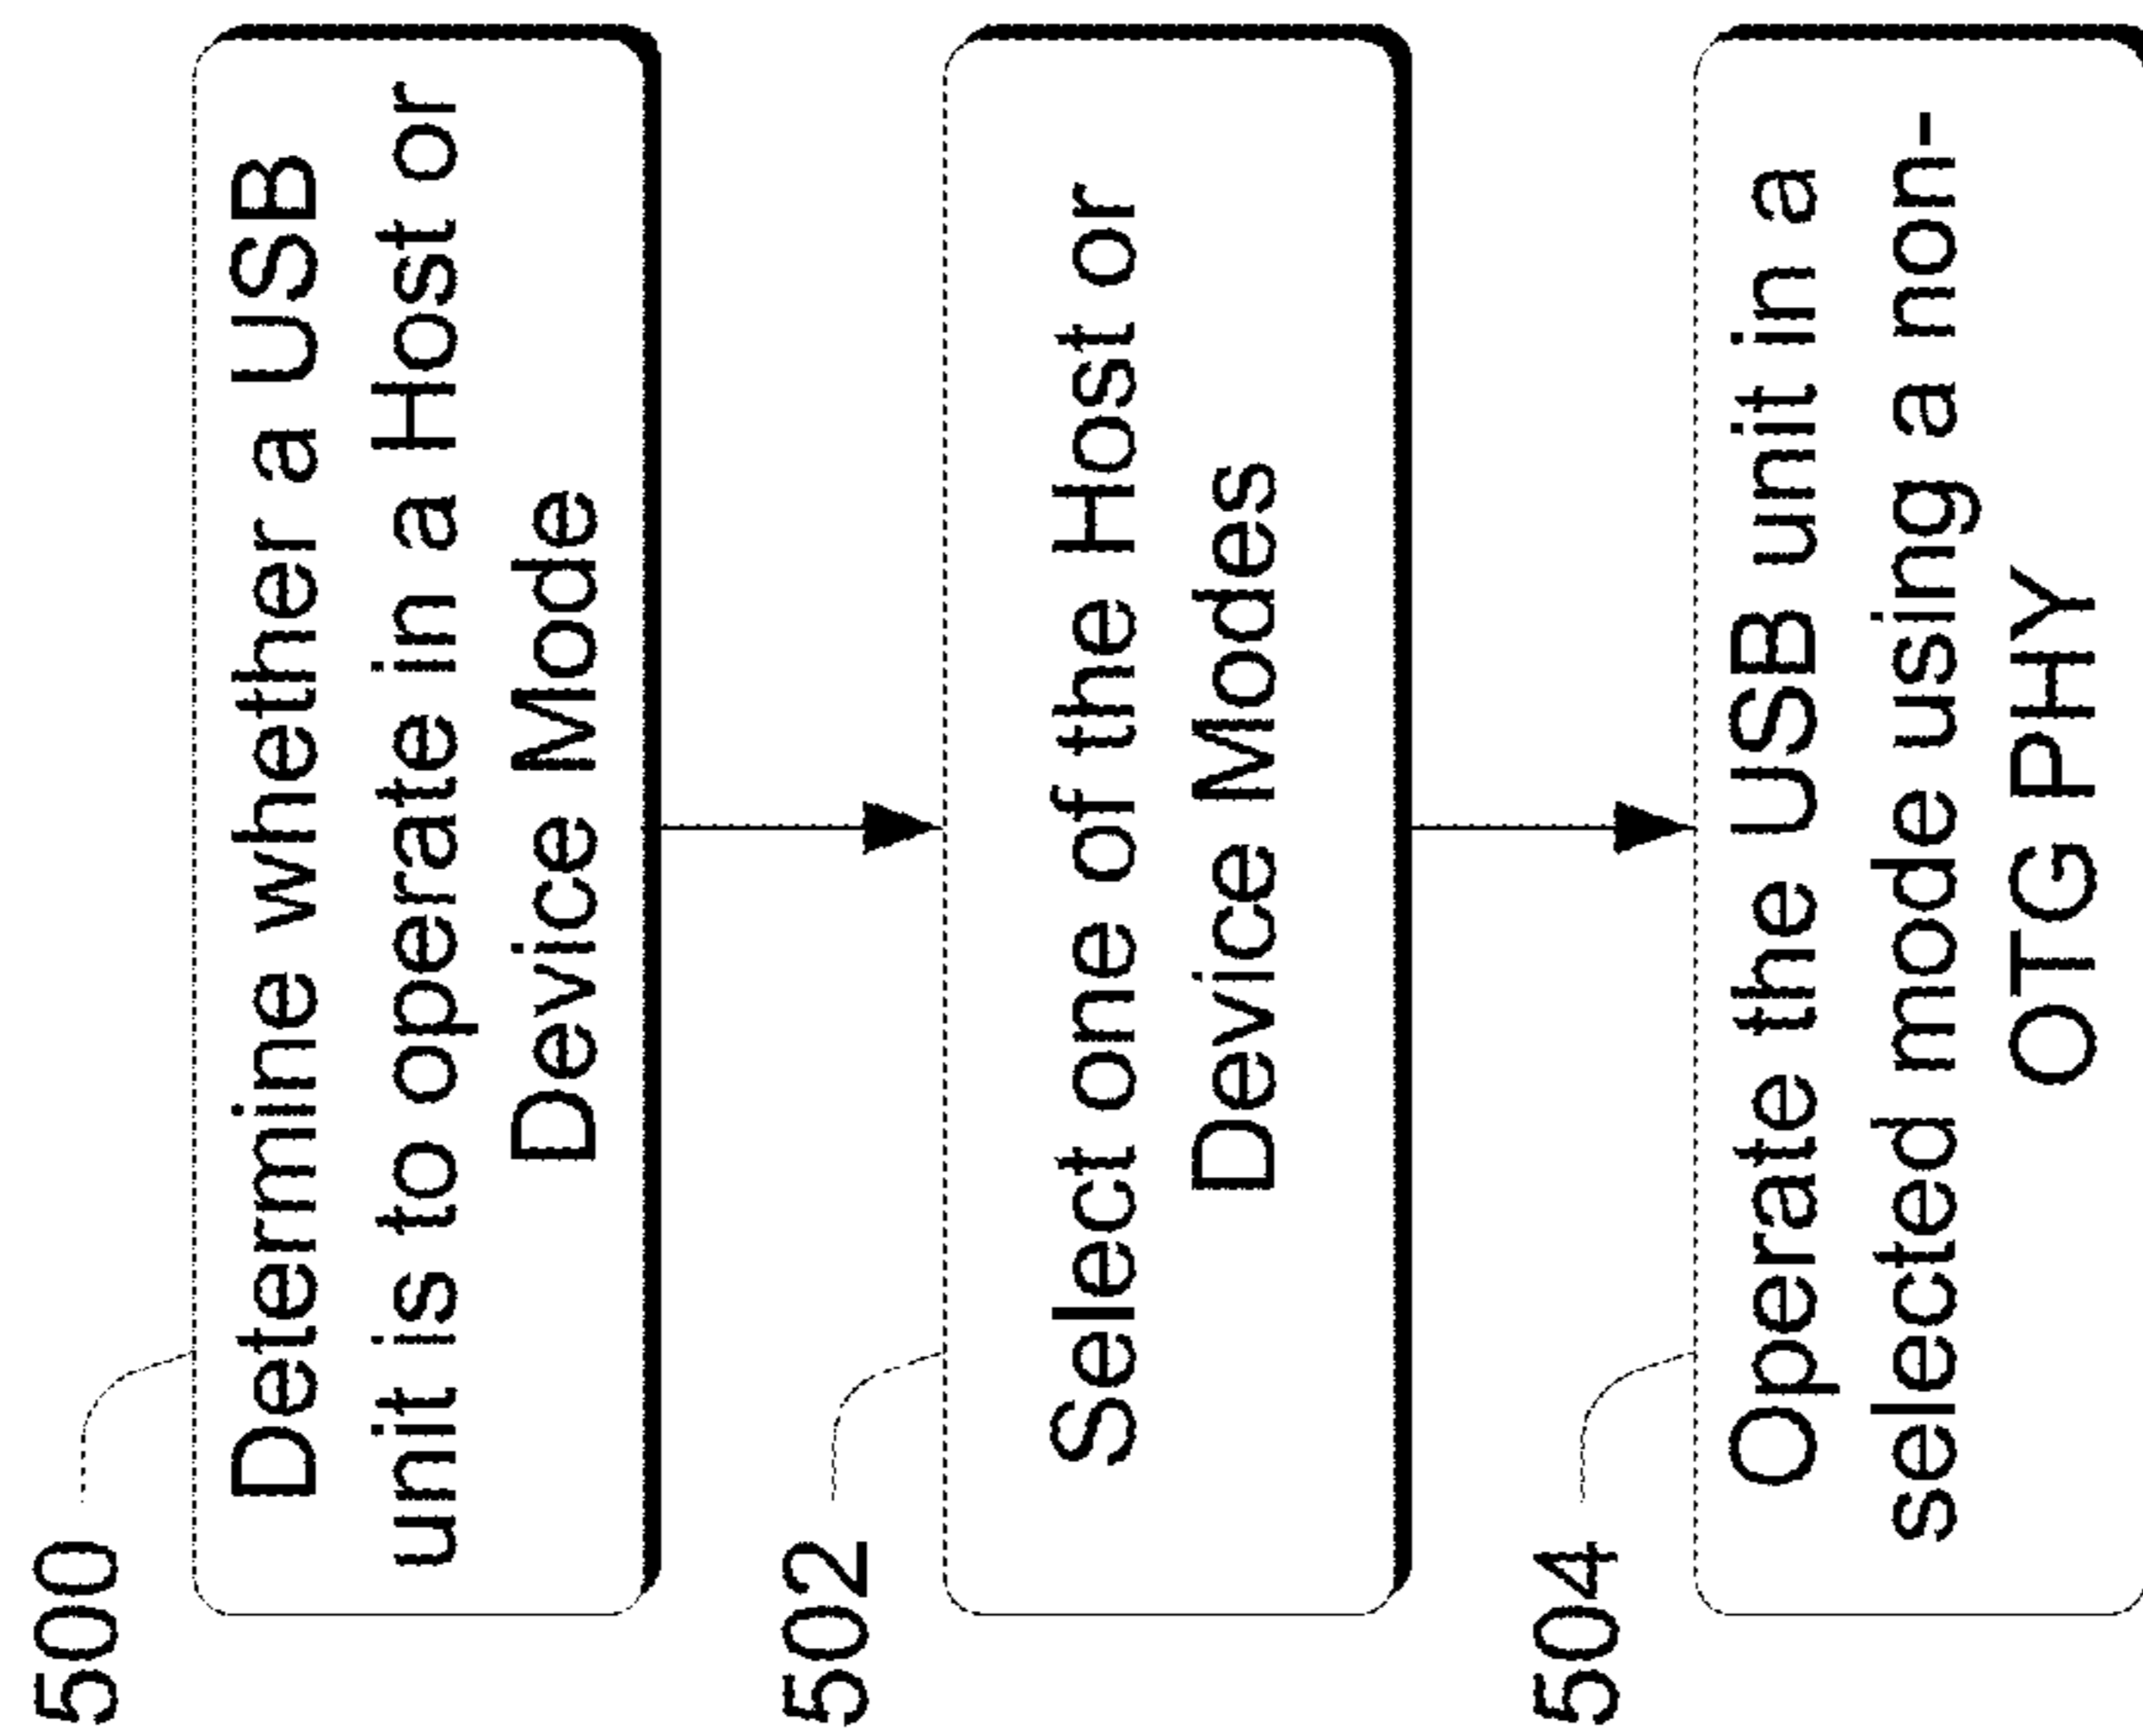 500
Determine whether a USB
unit is to operate in a Host or
Device Mode
502
Select one of the Host or
Device Modes
504
Operate the USB unit in a
selected mode using a non-
OTG PHY